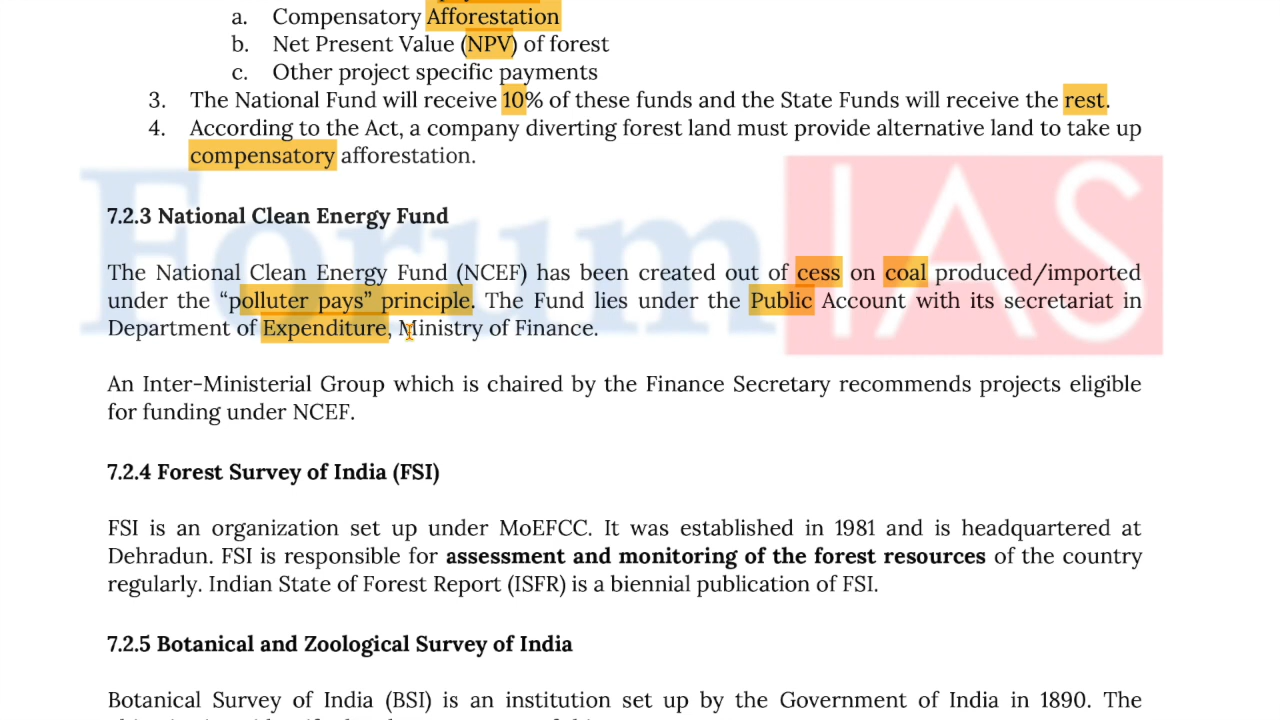 a. Compensatory Afforestation
b. Net Present Value (NPV) of forest
c. Other project specific payments
3. The National Fund will receive 10% of these funds and the State Funds will receive the rest.
4. According to the Act, a company diverting forest land must provide alternative land to take up
compensatory afforestation.
7.2.3 National Clean Energy Fund
The National Clean Energy Fund (NCEF) has been created out of cess on coal produced/imported
under the “polluter pays” principle. The Fund lies under the Public Account with its secretariat in
Department of Expenditure, Ministry of Finance.
An Inter-Ministerial Group which is chaired by the Finance Secretary recommends projects eligible
for funding under NCEF.
7.2.4 Forest Survey of India (FSI)
FSI is an organization set up under MoEFCC. It was established in 1981 and is headquartered at
Dehradun. FSI is responsible for assessment and monitoring of the forest resources of the country
regularly. Indian State of Forest Report (ISFR) is a biennial publication of FSI.
7.2.5 Botanical and Zoological Survey of India
Botanical Survey of India (BSI) is an institution set up by the Government of India in 1890. The
Forum IAS